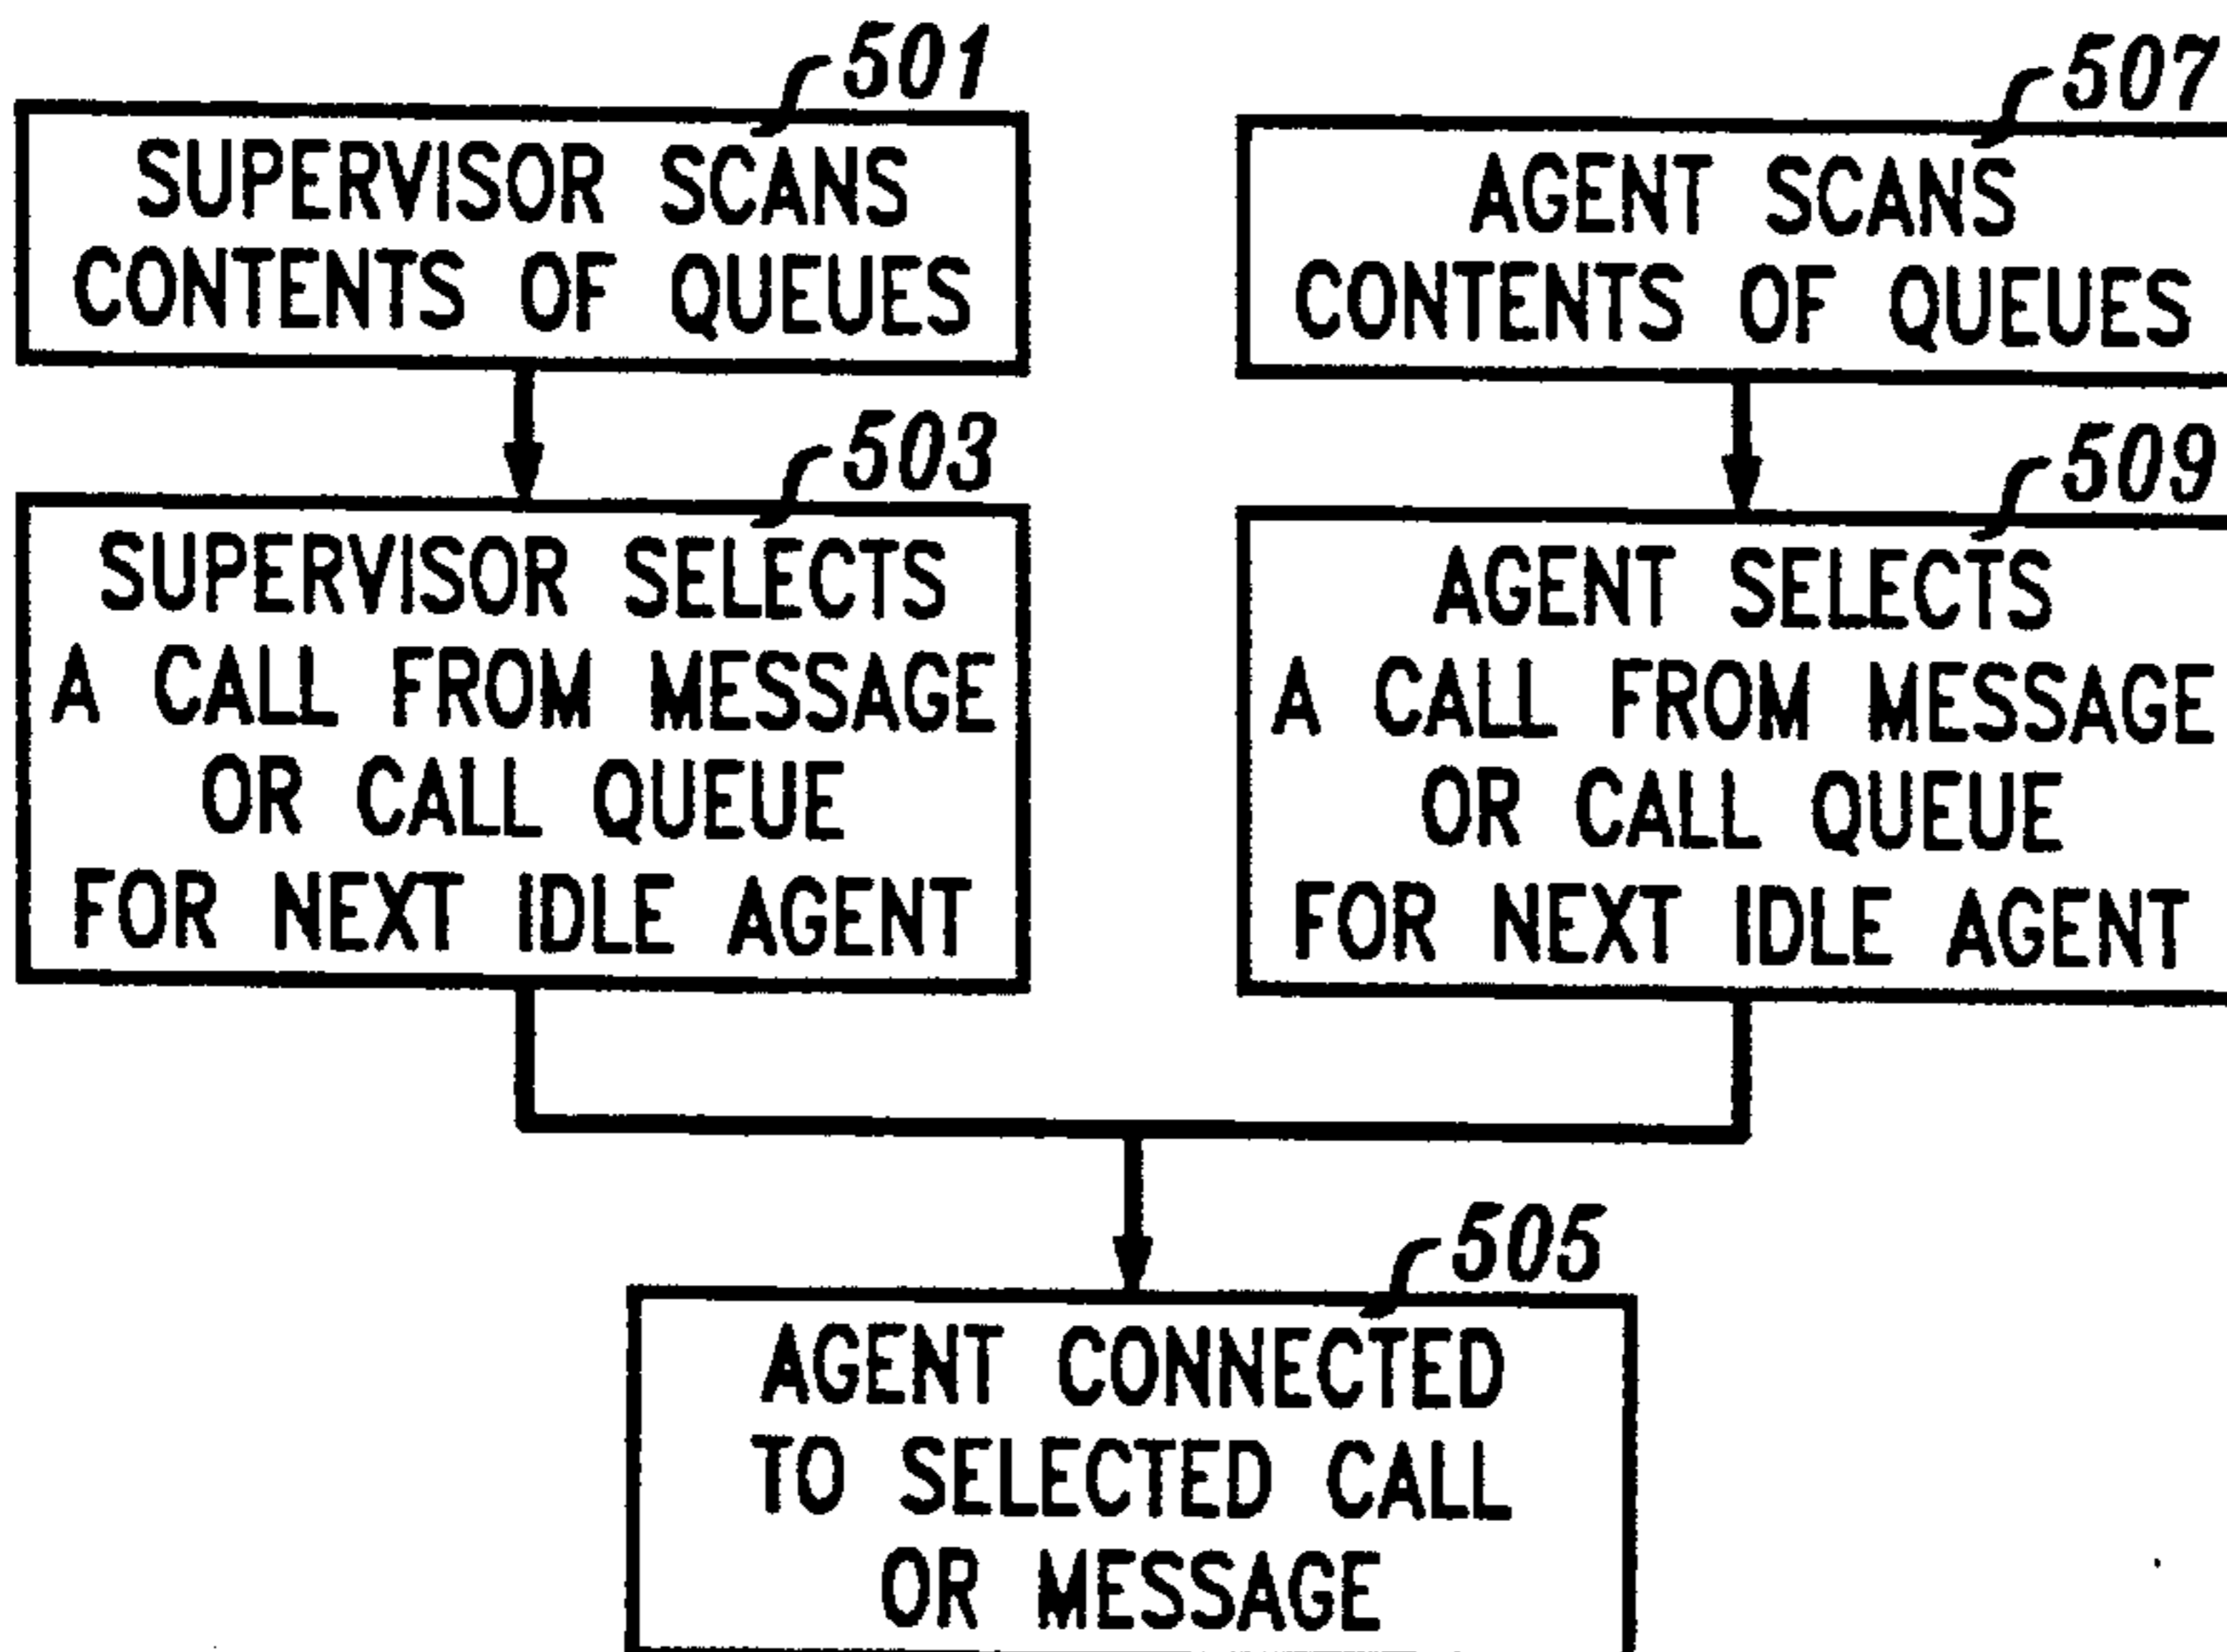 501
SUPERVISOR SCANS
CONTENTS OF QUEUES
503
SUPERVISOR SELECTS
A CALL FROM MESSAGE
OR CALL QUEUE
FOR NEXT IDLE AGENT
507
AGENT SCANS
CONTENTS OF QUEUES
509
AGENT SELECTS
A CALL FROM MESSAGE
OR CALL QUEUE
FOR NEXT IDLE AGENT
505
AGENT CONNECTED
TO SELECTED CALL
OR MESSAGE